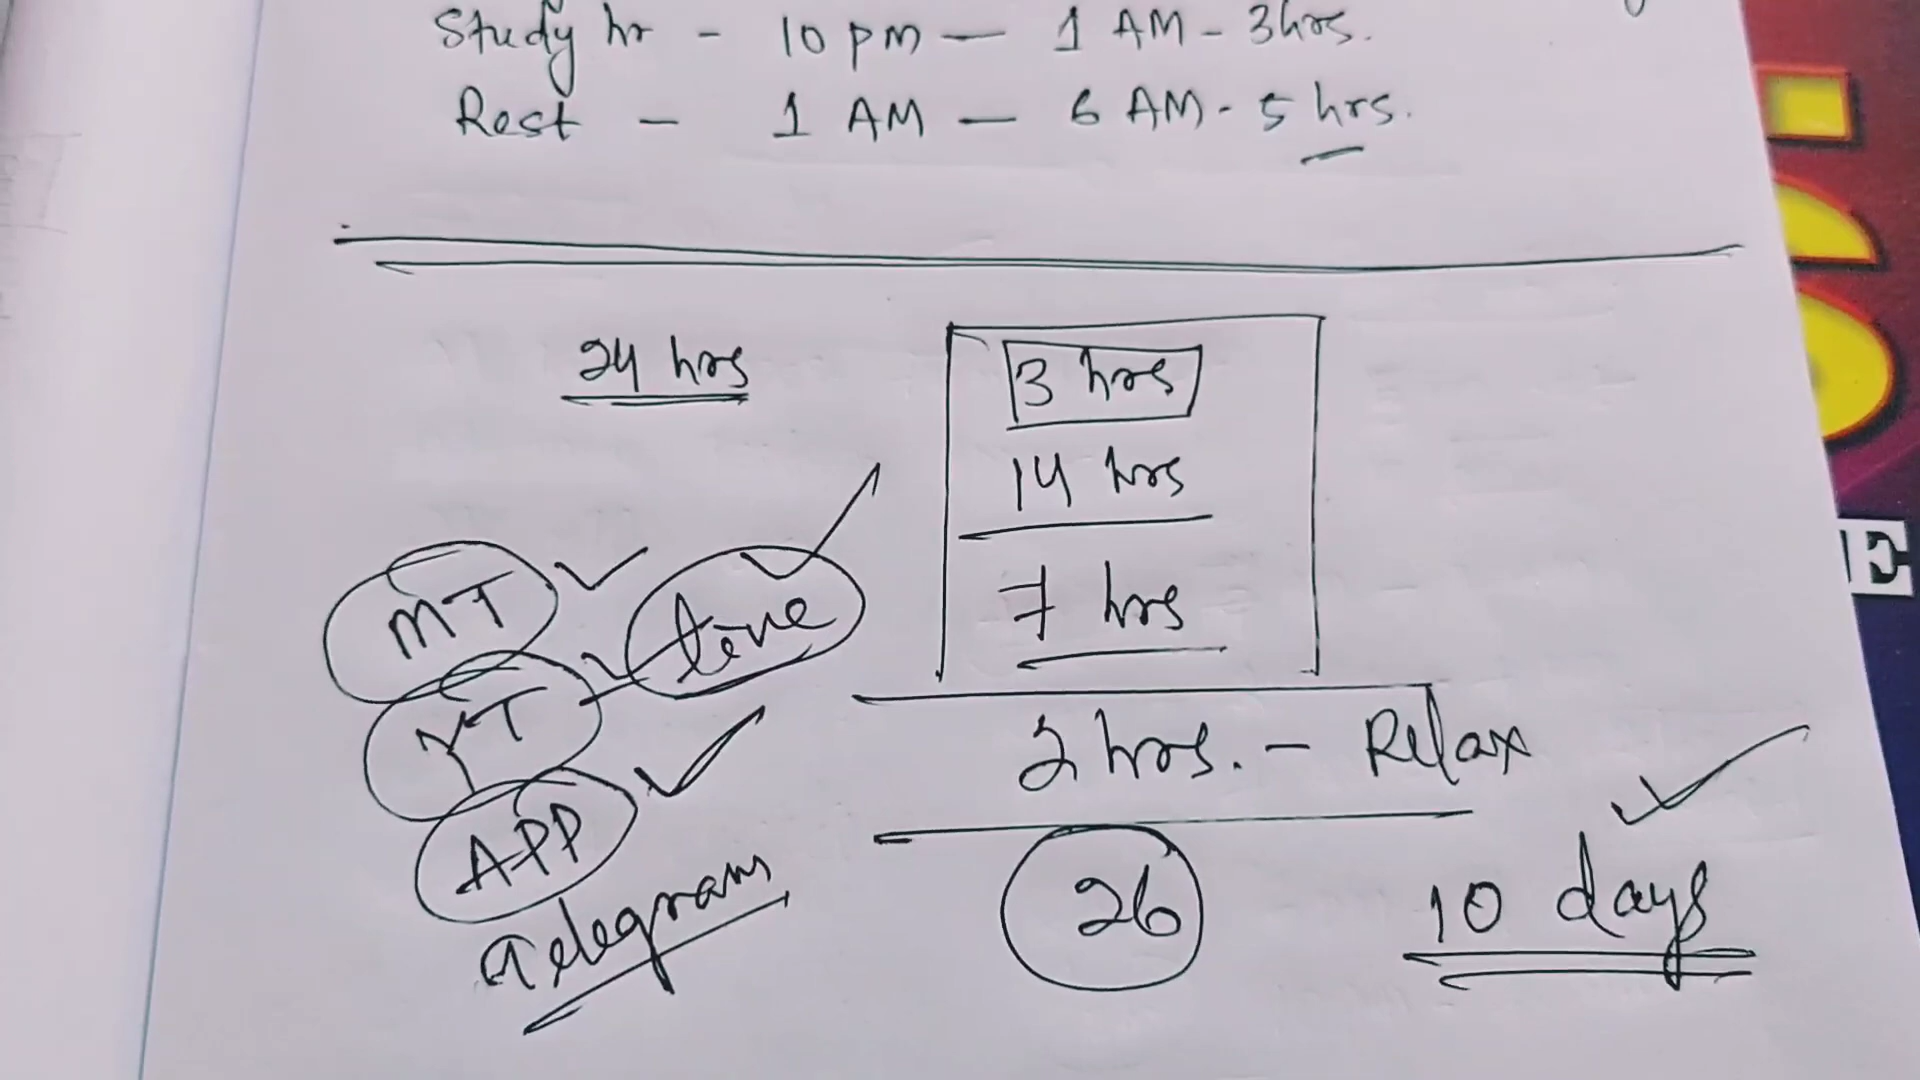 Study hr - 10 pm — 1 AM - 3 hrs.
Rest - 1 AM — 6 AM - 5 hrs.
24 hrs
3 hrs
14 hrs
7 hrs
MT
live
YT
APP
Telegram
2 hrs. - Relax
26
10 days
E